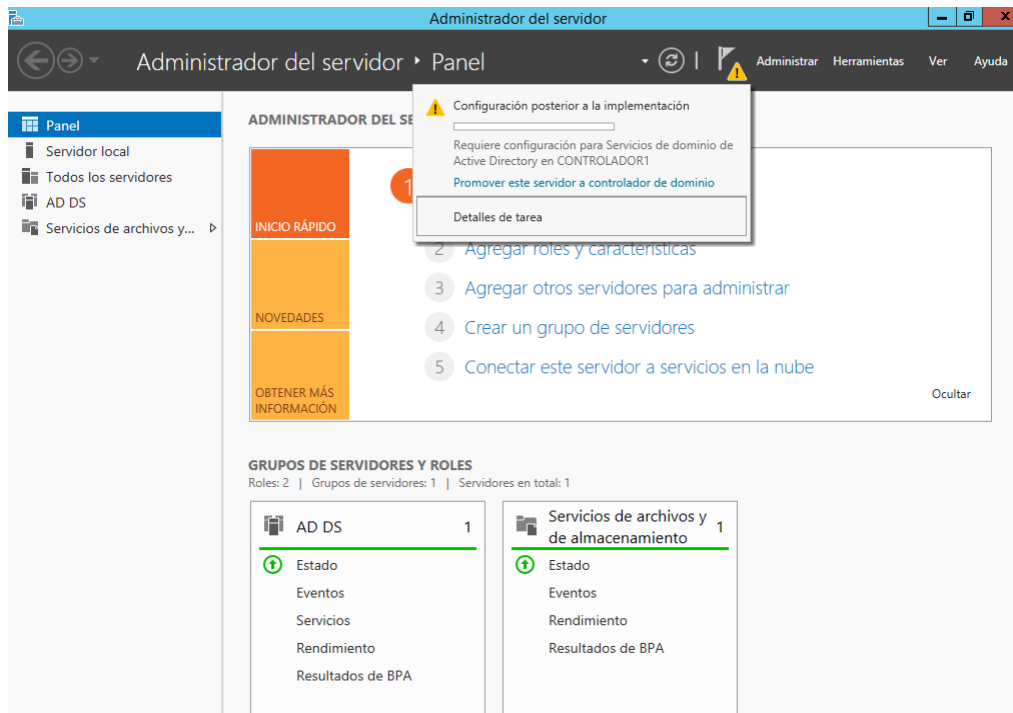 Administrador del servidor
Administrador del servidor ‣ Panel
Administrar Herramientas Ver Ayuda
Panel
Servidor local
Todos los servidores
AD DS
Servicios de archivos y...
ADMINISTRADOR DEL SE
Configuración posterior a la implementación
Requiere configuración para Servicios de dominio de
Active Directory en CONTROLADOR1
Promover este servidor a controlador de dominio
Detalles de tarea
INICIO RÁPIDO
NOVEDADES
OBTENER MÁS
INFORMACIÓN
1
2 Agregar roles y características
3 Agregar otros servidores para administrar
4 Crear un grupo de servidores
5 Conectar este servidor a servicios en la nube
Ocultar
GRUPOS DE SERVIDORES Y ROLES
Roles: 2 | Grupos de servidores: 1 | Servidores en total: 1
AD DS 1
Estado
Eventos
Servicios
Rendimiento
Resultados de BPA
Servicios de archivos y
de almacenamiento 1
Estado
Eventos
Rendimiento
Resultados de BPA